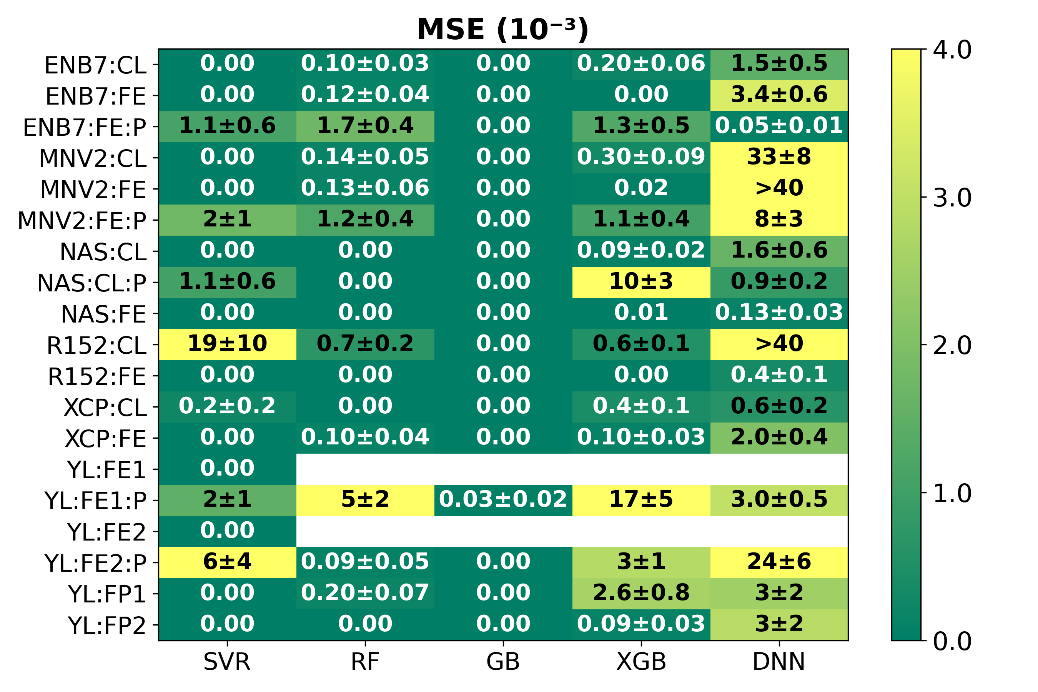 MSE (10⁻³)
ENB7:CL 0.00 0.10±0.03 0.00 0.20±0.06 1.5±0.5
ENB7:FE 0.00 0.12±0.04 0.00 0.00 3.4±0.6
ENB7:FE:P 1.1±0.6 1.7±0.4 0.00 1.3±0.5 0.05±0.01
MNV2:CL 0.00 0.14±0.05 0.00 0.30±0.09 33±8
MNV2:FE 0.00 0.13±0.06 0.00 0.02 >40
MNV2:FE:P 2±1 1.2±0.4 0.00 1.1±0.4 8±3
NAS:CL 0.00 0.00 0.00 0.09±0.02 1.6±0.6
NAS:CL:P 1.1±0.6 0.00 0.00 10±3 0.9±0.2
NAS:FE 0.00 0.00 0.00 0.01 0.13±0.03
R152:CL 19±10 0.7±0.2 0.00 0.6±0.1 >40
R152:FE 0.00 0.00 0.00 0.00 0.4±0.1
XCP:CL 0.2±0.2 0.00 0.00 0.4±0.1 0.6±0.2
XCP:FE 0.00 0.10±0.04 0.00 0.10±0.03 2.0±0.4
YL:FE1 0.00
YL:FE1:P 2±1 5±2 0.03±0.02 17±5 3.0±0.5
YL:FE2 0.00
YL:FE2:P 6±4 0.09±0.05 0.00 3±1 24±6
YL:FP1 0.00 0.20±0.07 0.00 2.6±0.8 3±2
YL:FP2 0.00 0.00 0.00 0.09±0.03 3±2
SVR RF GB XGB DNN
4.0
3.0
2.0
1.0
0.0